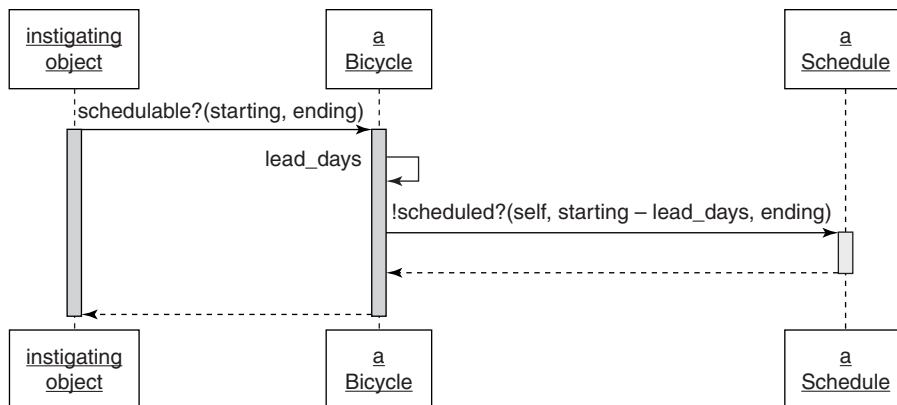 instigating
object
a
Bicycle
a
Schedule
schedulable?(starting, ending)
lead_days
!scheduled?(self, starting – lead_days, ending)
instigating
object
a
Bicycle
a
Schedule